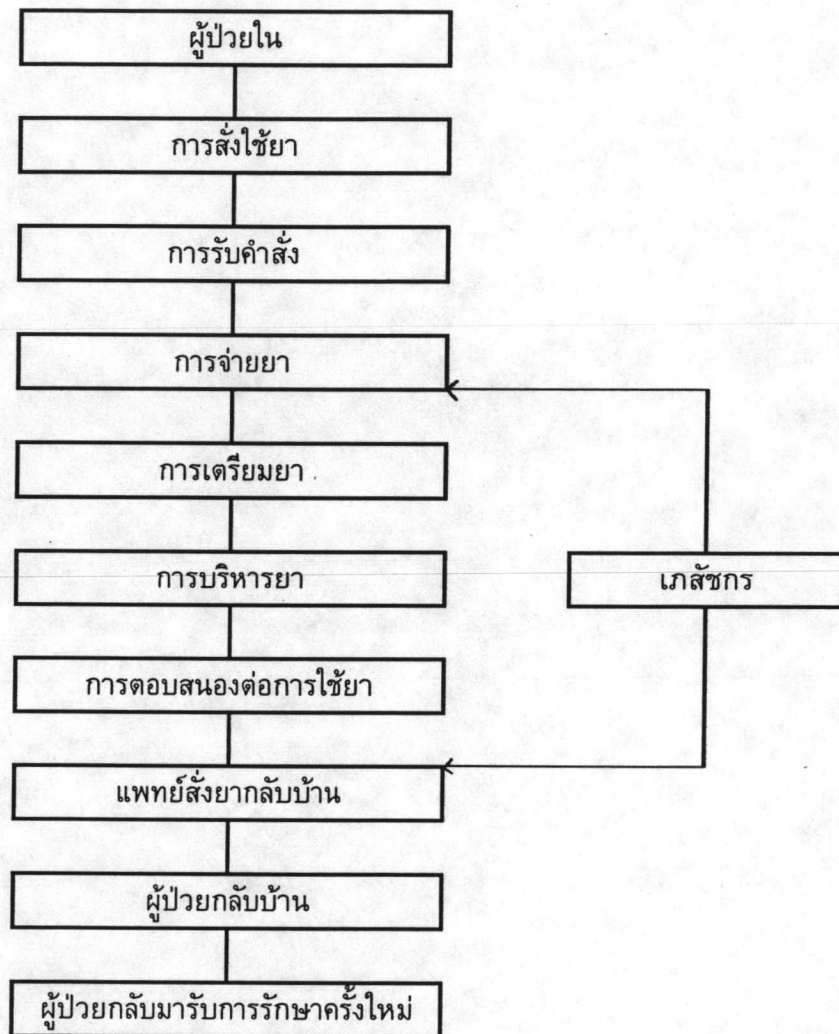 ผู้ป่วยใน
การสั่งใช้ยา
การรับคำสั่ง
การจ่ายยา
การเตรียมยา
การบริหารยา
เภสัชกร
การตอบสนองต่อการใช้ยา
แพทย์สั่งยากลับบ้าน
ผู้ป่วยกลับบ้าน
ผู้ป่วยกลับมารับการรักษาครั้งใหม่